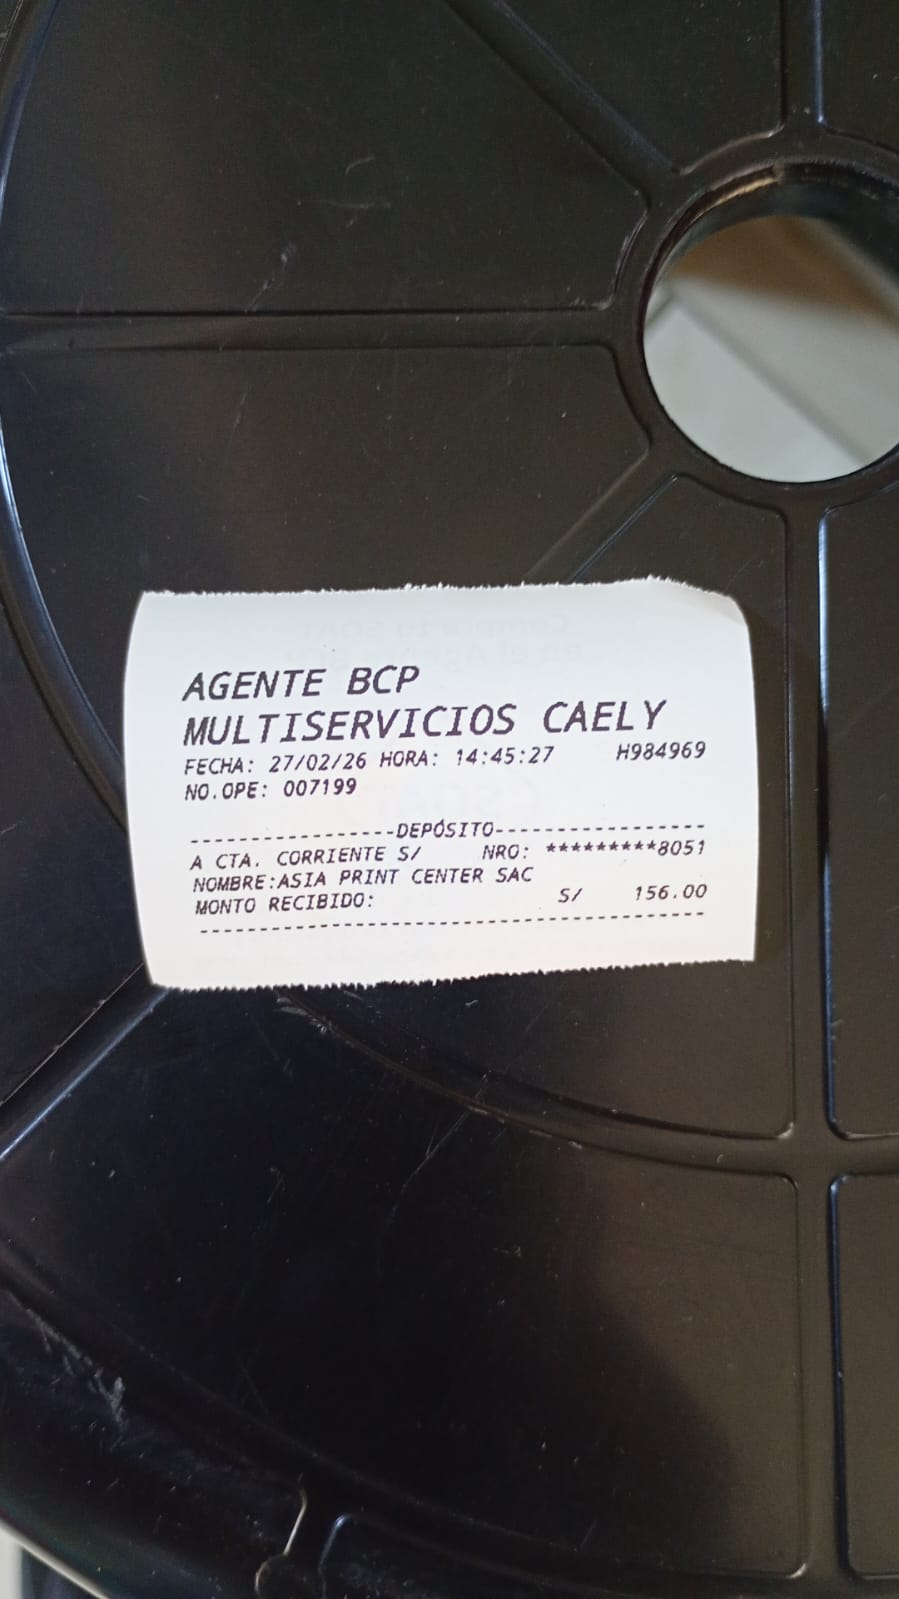 AGENTE BCP
MULTISERVICIOS CAELY
FECHA: 27/02/26 HORA: 14:45:27 H984969
NO.OPE: 007199
------------------DEPÓSITO------------------
A CTA. CORRIENTE S/ NRO: *********8051
NOMBRE:ASIA PRINT CENTER SAC
MONTO RECIBIDO: S/ 156.00
--------------------------------------------